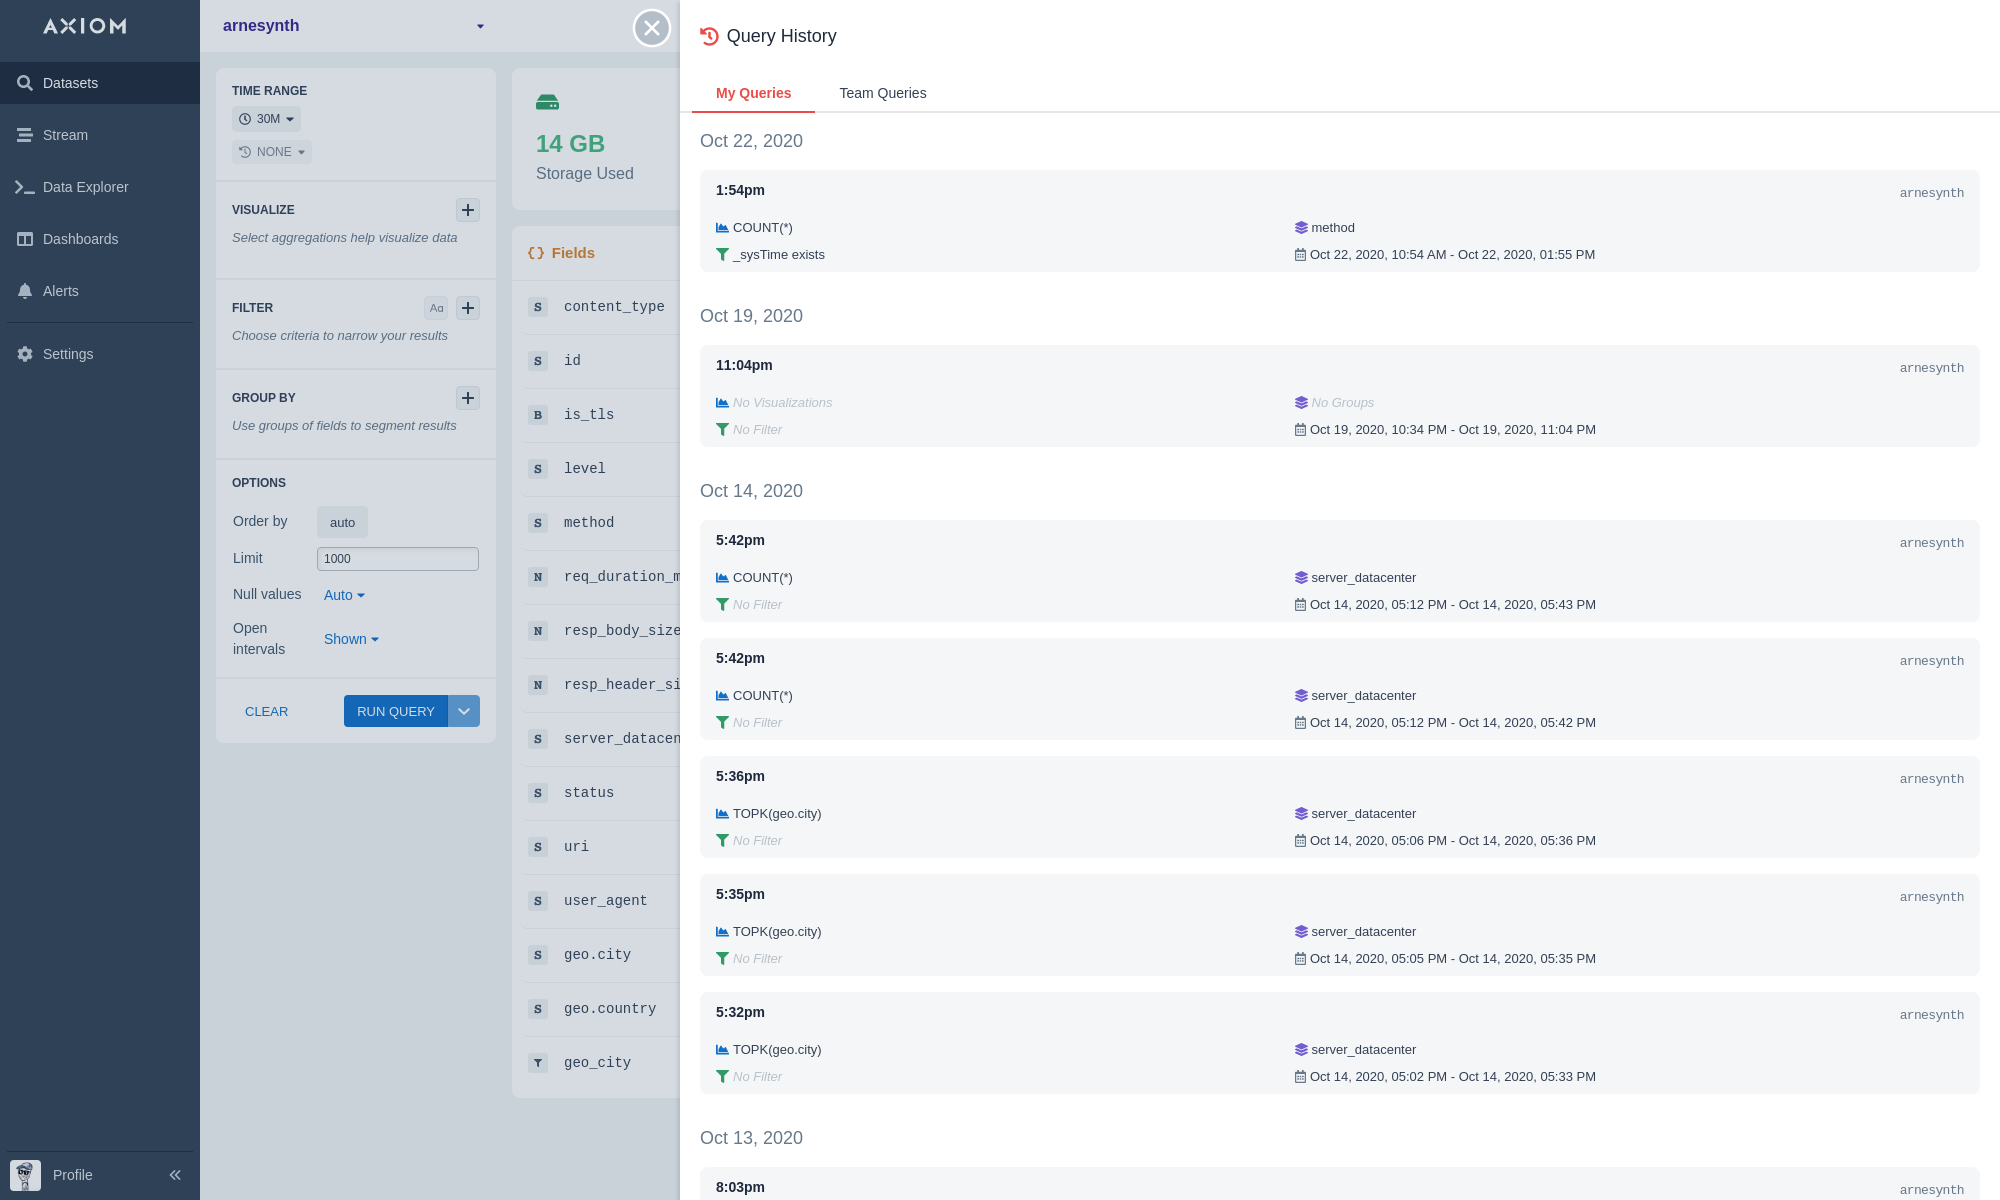 AXIOM
Datasets
Stream
Data Explorer
Dashboards
Alerts
Settings
Profile
arnesynth
TIME RANGE
30M
NONE
VISUALIZE
Select aggregations help visualize data
FILTER
Aa
Choose criteria to narrow your results
GROUP BY
Use groups of fields to segment results
OPTIONS
Order by auto
Limit 1000
Null values Auto
Open intervals Shown
CLEAR RUN QUERY
14 GB
Storage Used
{} Fields
S content_type
S id
B is_tls
S level
S method
N req_duration_m
N resp_body_size
N resp_header_si
S server_datacen
S status
S uri
S user_agent
S geo.city
S geo.country
geo_city
Query History
My Queries Team Queries
Oct 22, 2020
1:54pm arnesynth
COUNT(*) method
_sysTime exists Oct 22, 2020, 10:54 AM - Oct 22, 2020, 01:55 PM
Oct 19, 2020
11:04pm arnesynth
No Visualizations No Groups
No Filter Oct 19, 2020, 10:34 PM - Oct 19, 2020, 11:04 PM
Oct 14, 2020
5:42pm arnesynth
COUNT(*) server_datacenter
No Filter Oct 14, 2020, 05:12 PM - Oct 14, 2020, 05:43 PM
5:42pm arnesynth
COUNT(*) server_datacenter
No Filter Oct 14, 2020, 05:12 PM - Oct 14, 2020, 05:42 PM
5:36pm arnesynth
TOPK(geo.city) server_datacenter
No Filter Oct 14, 2020, 05:06 PM - Oct 14, 2020, 05:36 PM
5:35pm arnesynth
TOPK(geo.city) server_datacenter
No Filter Oct 14, 2020, 05:05 PM - Oct 14, 2020, 05:35 PM
5:32pm arnesynth
TOPK(geo.city) server_datacenter
No Filter Oct 14, 2020, 05:02 PM - Oct 14, 2020, 05:33 PM
Oct 13, 2020
8:03pm arnesynth